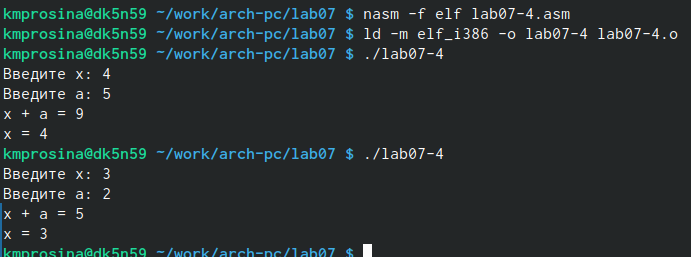 kmprosina@dk5n59 ~/work/arch-pc/lab07 $ nasm -f elf lab07-4.asm
kmprosina@dk5n59 ~/work/arch-pc/lab07 $ ld -m elf_i386 -o lab07-4 lab07-4.o
kmprosina@dk5n59 ~/work/arch-pc/lab07 $ ./lab07-4
Введите x: 4
Введите a: 5
x + a = 9
x = 4
kmprosina@dk5n59 ~/work/arch-pc/lab07 $ ./lab07-4
Введите x: 3
Введите a: 2
x + a = 5
x = 3
kmprosina@dk5n59 ~/work/arch-pc/lab07 $